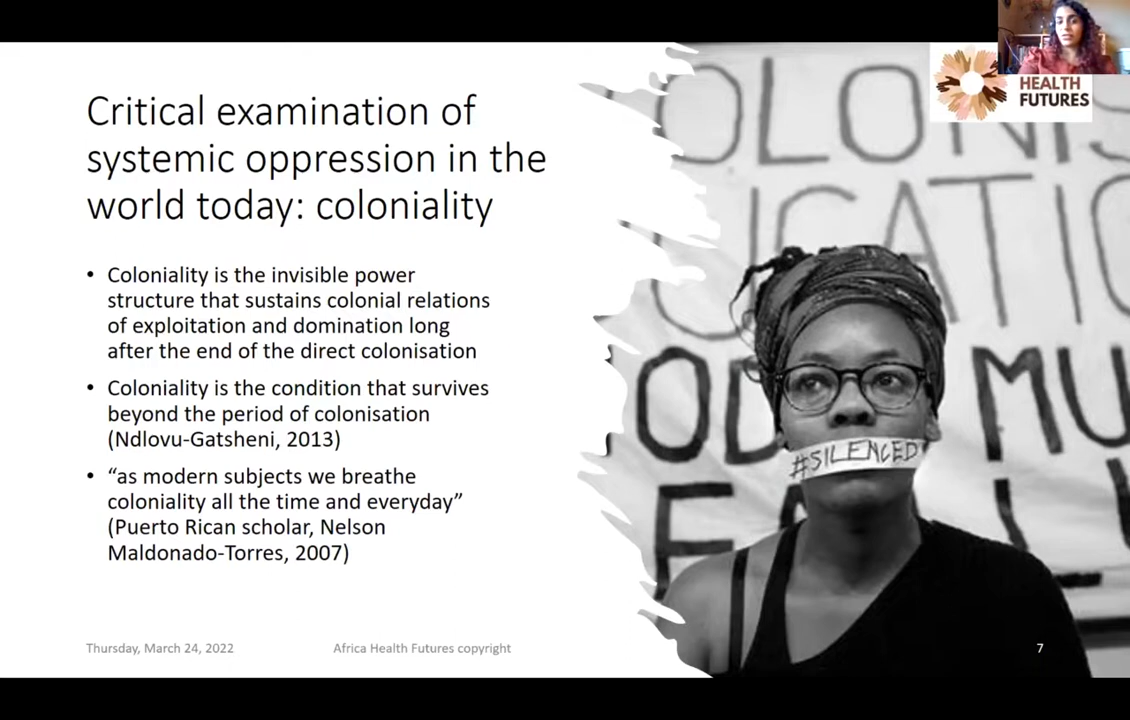 Critical examination of
systemic oppression in the
world today: coloniality
• Coloniality is the invisible power
structure that sustains colonial relations
of exploitation and domination long
after the end of the direct colonisation
• Coloniality is the condition that survives
beyond the period of colonisation
(Ndlovu-Gatsheni, 2013)
• “as modern subjects we breathe
coloniality all the time and everyday”
(Puerto Rican scholar, Nelson
Maldonado-Torres, 2007)
Thursday, March 24, 2022
Africa Health Futures copyright
7
HEALTH
FUTURES
OLONIS
UCATIO
OD MU
FALL
#SILENCED